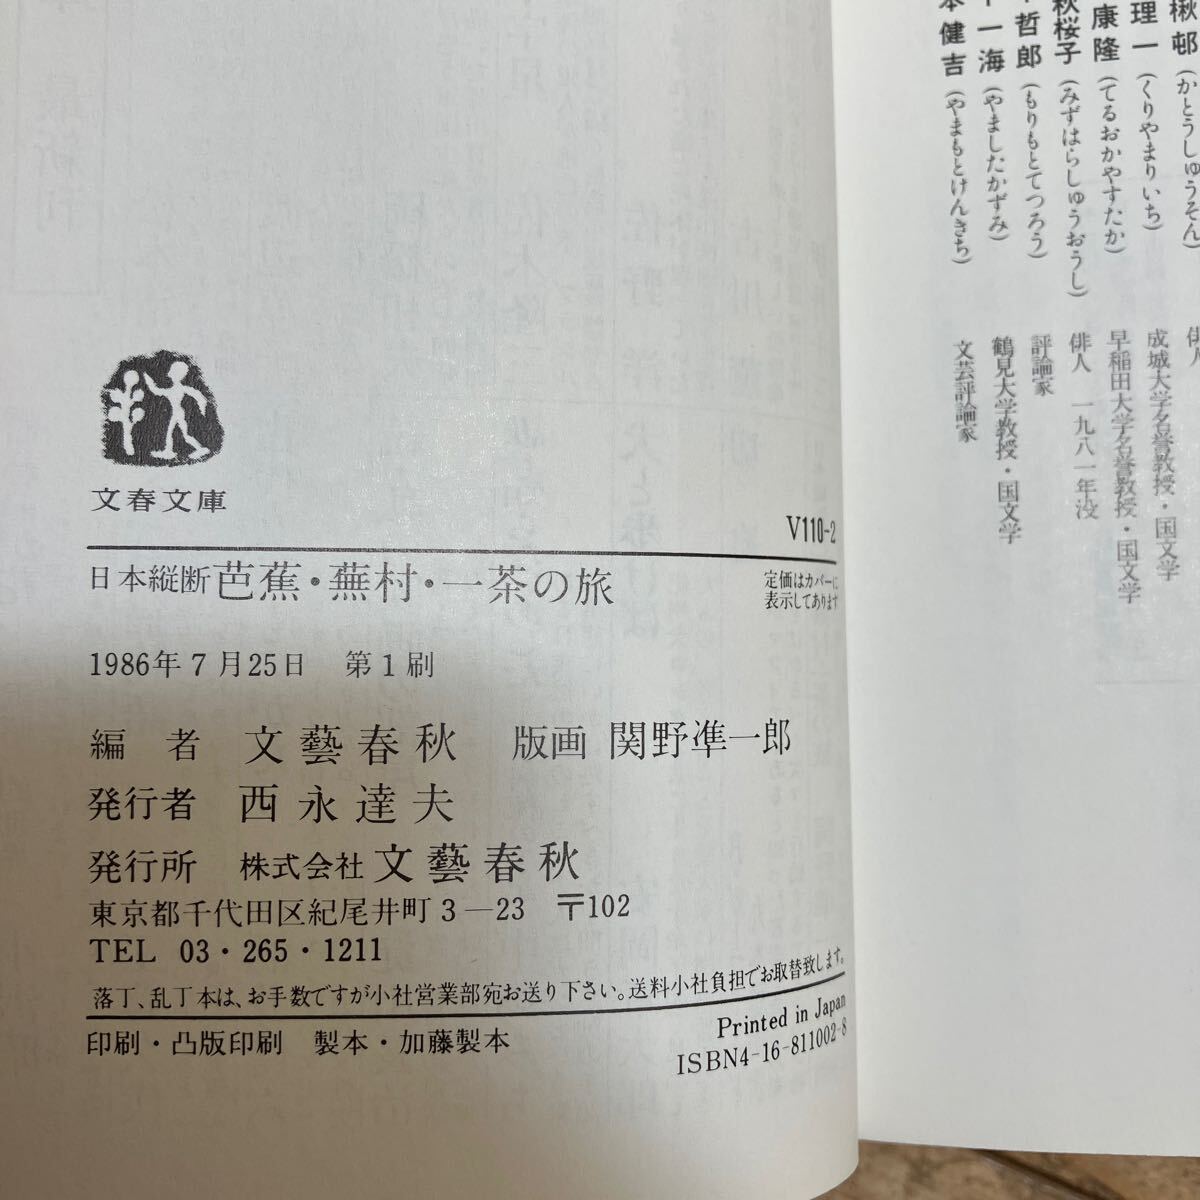 楸邨 (かとうしゅうそん) 俳人
理一 (くりやまりいち) 成城大学名誉教授・国文学
康隆 (てるおかやすたか) 早稲田大学名誉教授・国文学
秋桜子 (みずはらしゅうおうし) 俳人 一九八一年没
哲郎 (もりもとてつろう) 評論家
一海 (やましたかずみ) 鶴見大学教授・国文学
本健吉 (やまもとけんきち) 文芸評論家
文春文庫
V110-2
日本縦断 芭蕉・蕪村・一茶の旅
定価はカバーに
表示してあります
1986年7月25日 第1刷
編者 文藝春秋 版画 関野凖一郎
発行者 西永達夫
発行所 株式会社 文藝春秋
東京都千代田区紀尾井町3―23 〒102
TEL 03・265・1211
落丁、乱丁本は、お手数ですが小社営業部宛お送り下さい。送料小社負担でお取替致します。
印刷・凸版印刷 製本・加藤製本
Printed in Japan
ISBN4-16-811002-8